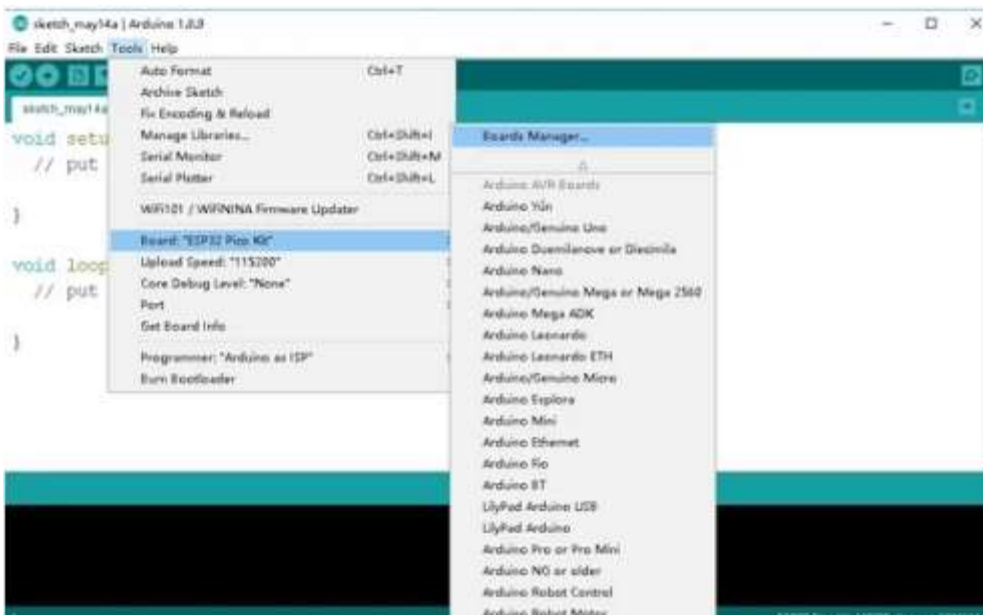 sketch_may14a | Arduino 1.8.9
File Edit Sketch Tools Help
sketch_may14a
void setu
// put
}
void loop
// put
}
Auto Format Ctrl+T
Archive Sketch
Fix Encoding & Reload
Manage Libraries... Ctrl+Shift+I
Serial Monitor Ctrl+Shift+M
Serial Plotter Ctrl+Shift+L
WiFi101 / WiFiNINA Firmware Updater
Board: "ESP32 Pico Kit"
Upload Speed: "115200"
Core Debug Level: "None"
Port
Get Board Info
Programmer: "Arduino as ISP"
Burn Bootloader
Boards Manager...
Arduino AVR Boards
Arduino Yún
Arduino/Genuino Uno
Arduino Duemilanove or Diecimila
Arduino Nano
Arduino/Genuino Mega or Mega 2560
Arduino Mega ADK
Arduino Leonardo
Arduino Leonardo ETH
Arduino/Genuino Micro
Arduino Esplora
Arduino Mini
Arduino Ethernet
Arduino Fio
Arduino BT
LilyPad Arduino USB
LilyPad Arduino
Arduino Pro or Pro Mini
Arduino NG or older
Arduino Robot Control
Arduino Robot Motor